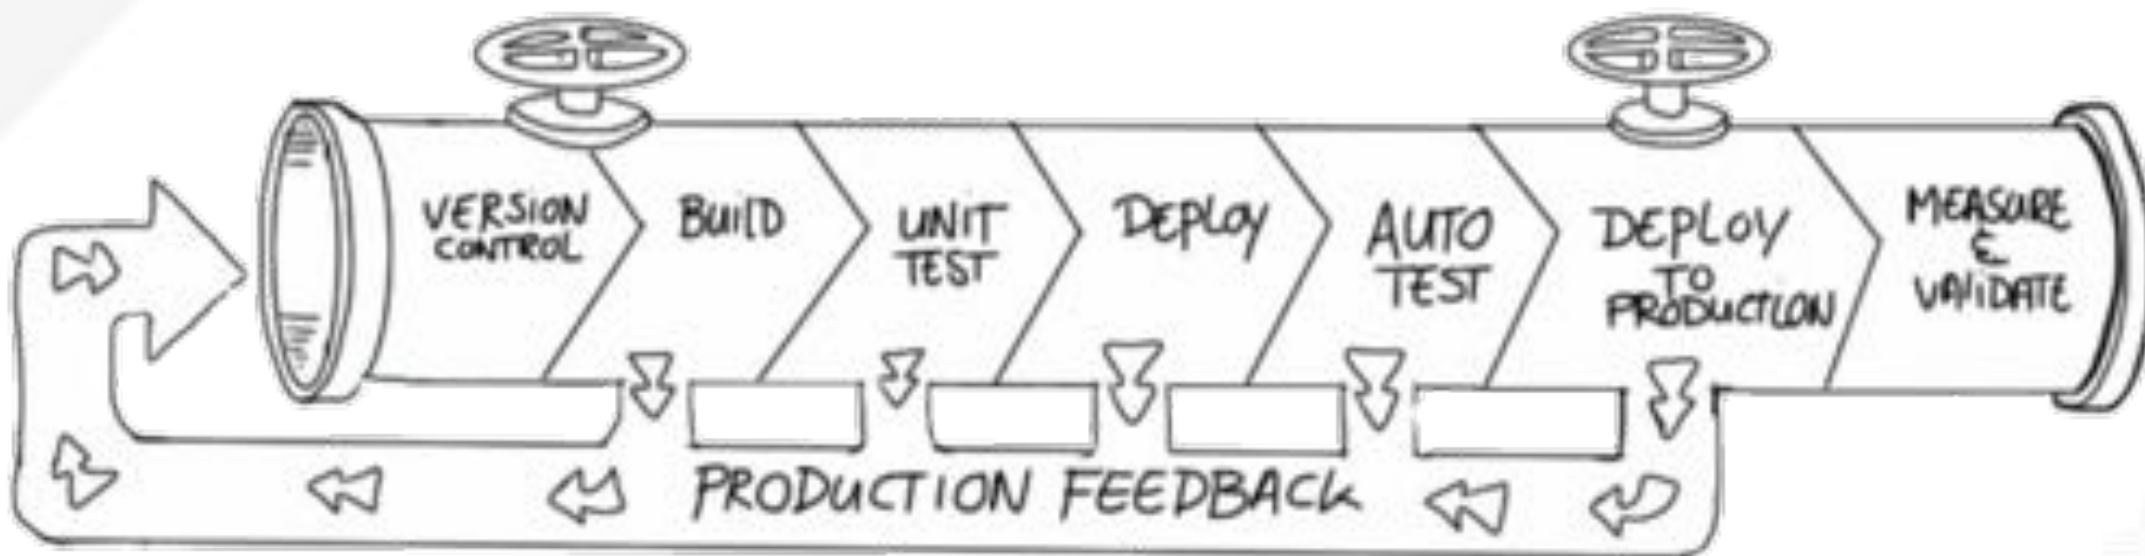 VERSION
CONTROL
BUILD
UNIT
TEST
DEPLOY
AUTO
TEST
DEPLOY
TO
PRODUCTION
MEASURE
&
VALIDATE
PRODUCTION FEEDBACK